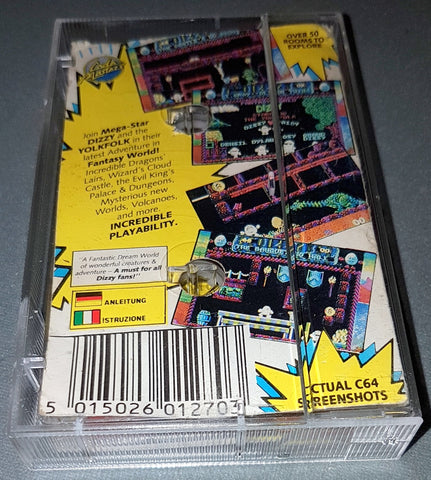 Code
Masters
OVER 50
ROOMS TO
EXPLORE
Join Mega-Star
DIZZY and the
YOLKFOLK in their
latest Adventure in
Fantasy World!
Incredible Dragons'
Lairs, Wizard's Cloud
Castle, the Evil King's
Palace & Dungeons,
Mysterious new
Worlds, Volcanoes,
and more.
INCREDIBLE
PLAYABILITY.
"A Fantastic Dream World
of wonderful creatures &
adventure – A must for all
Dizzy fans!"
ANLEITUNG
ISTRUZIONE
5 015026 012703
CTUAL C64
SCREENSHOTS